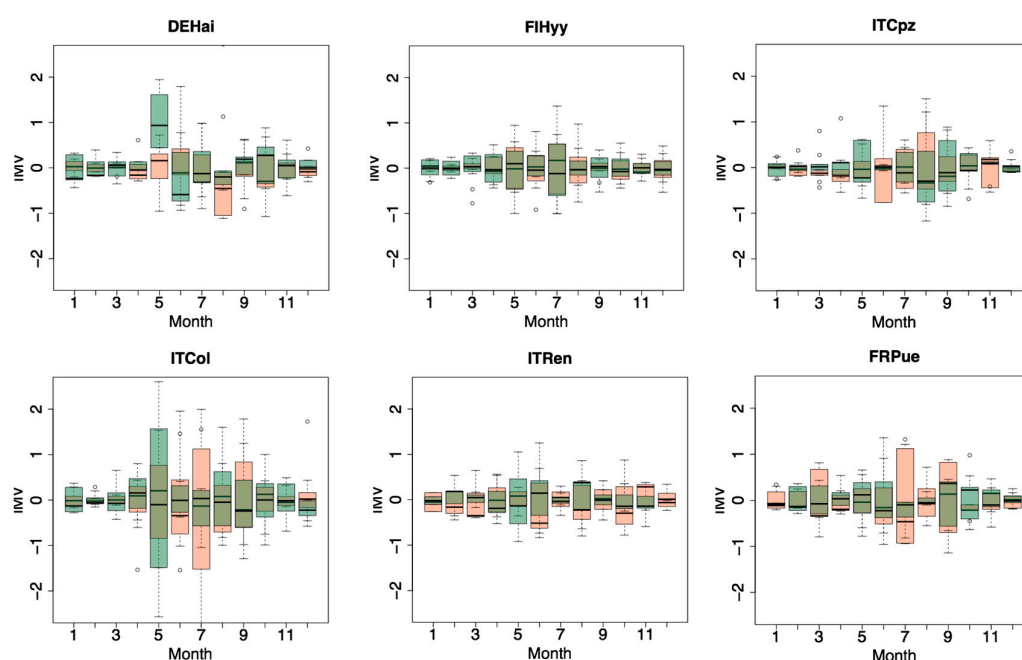 DEHai
FIHyy
ITCpz
IMV
2
1
0
−1
−2
1 3 5 7 9 11
Month
IMV
2
1
0
−1
−2
1 3 5 7 9 11
Month
IMV
2
1
0
−1
−2
1 3 5 7 9 11
Month
ITCol
ITRen
FRPue
IMV
2
1
0
−1
−2
1 3 5 7 9 11
Month
IMV
2
1
0
−1
−2
1 3 5 7 9 11
Month
IMV
2
1
0
−1
−2
1 3 5 7 9 11
Month